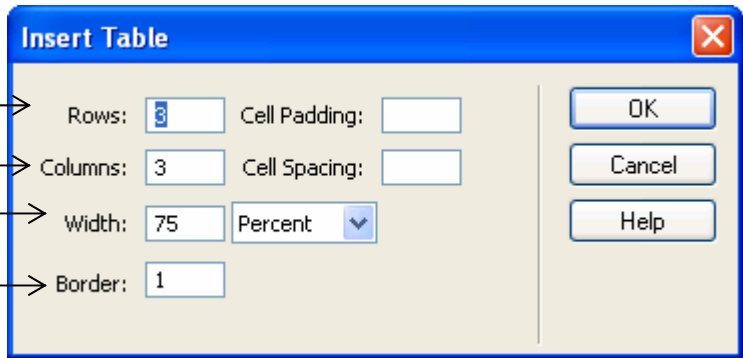 Insert Table
Rows: 3 Cell Padding: OK
Columns: 3 Cell Spacing: Cancel
Width: 75 Percent Help
Border: 1